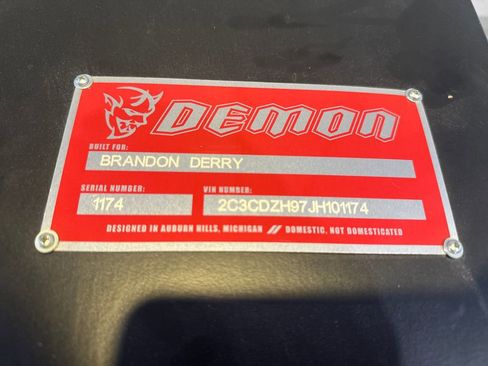 DEMON
BUILT FOR:
BRANDON DERRY
SERIAL NUMBER: VIN NUMBER:
1174 2C3CDZH97JH101174
DESIGNED IN AUBURN HILLS, MICHIGAN // DOMESTIC, NOT DOMESTICATED